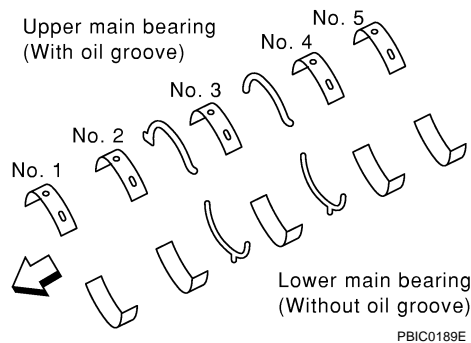 Upper main bearing
(With oil groove)
No. 5
No. 4
No. 3
No. 2
No. 1
Lower main bearing
(Without oil groove)
PBIC0189E